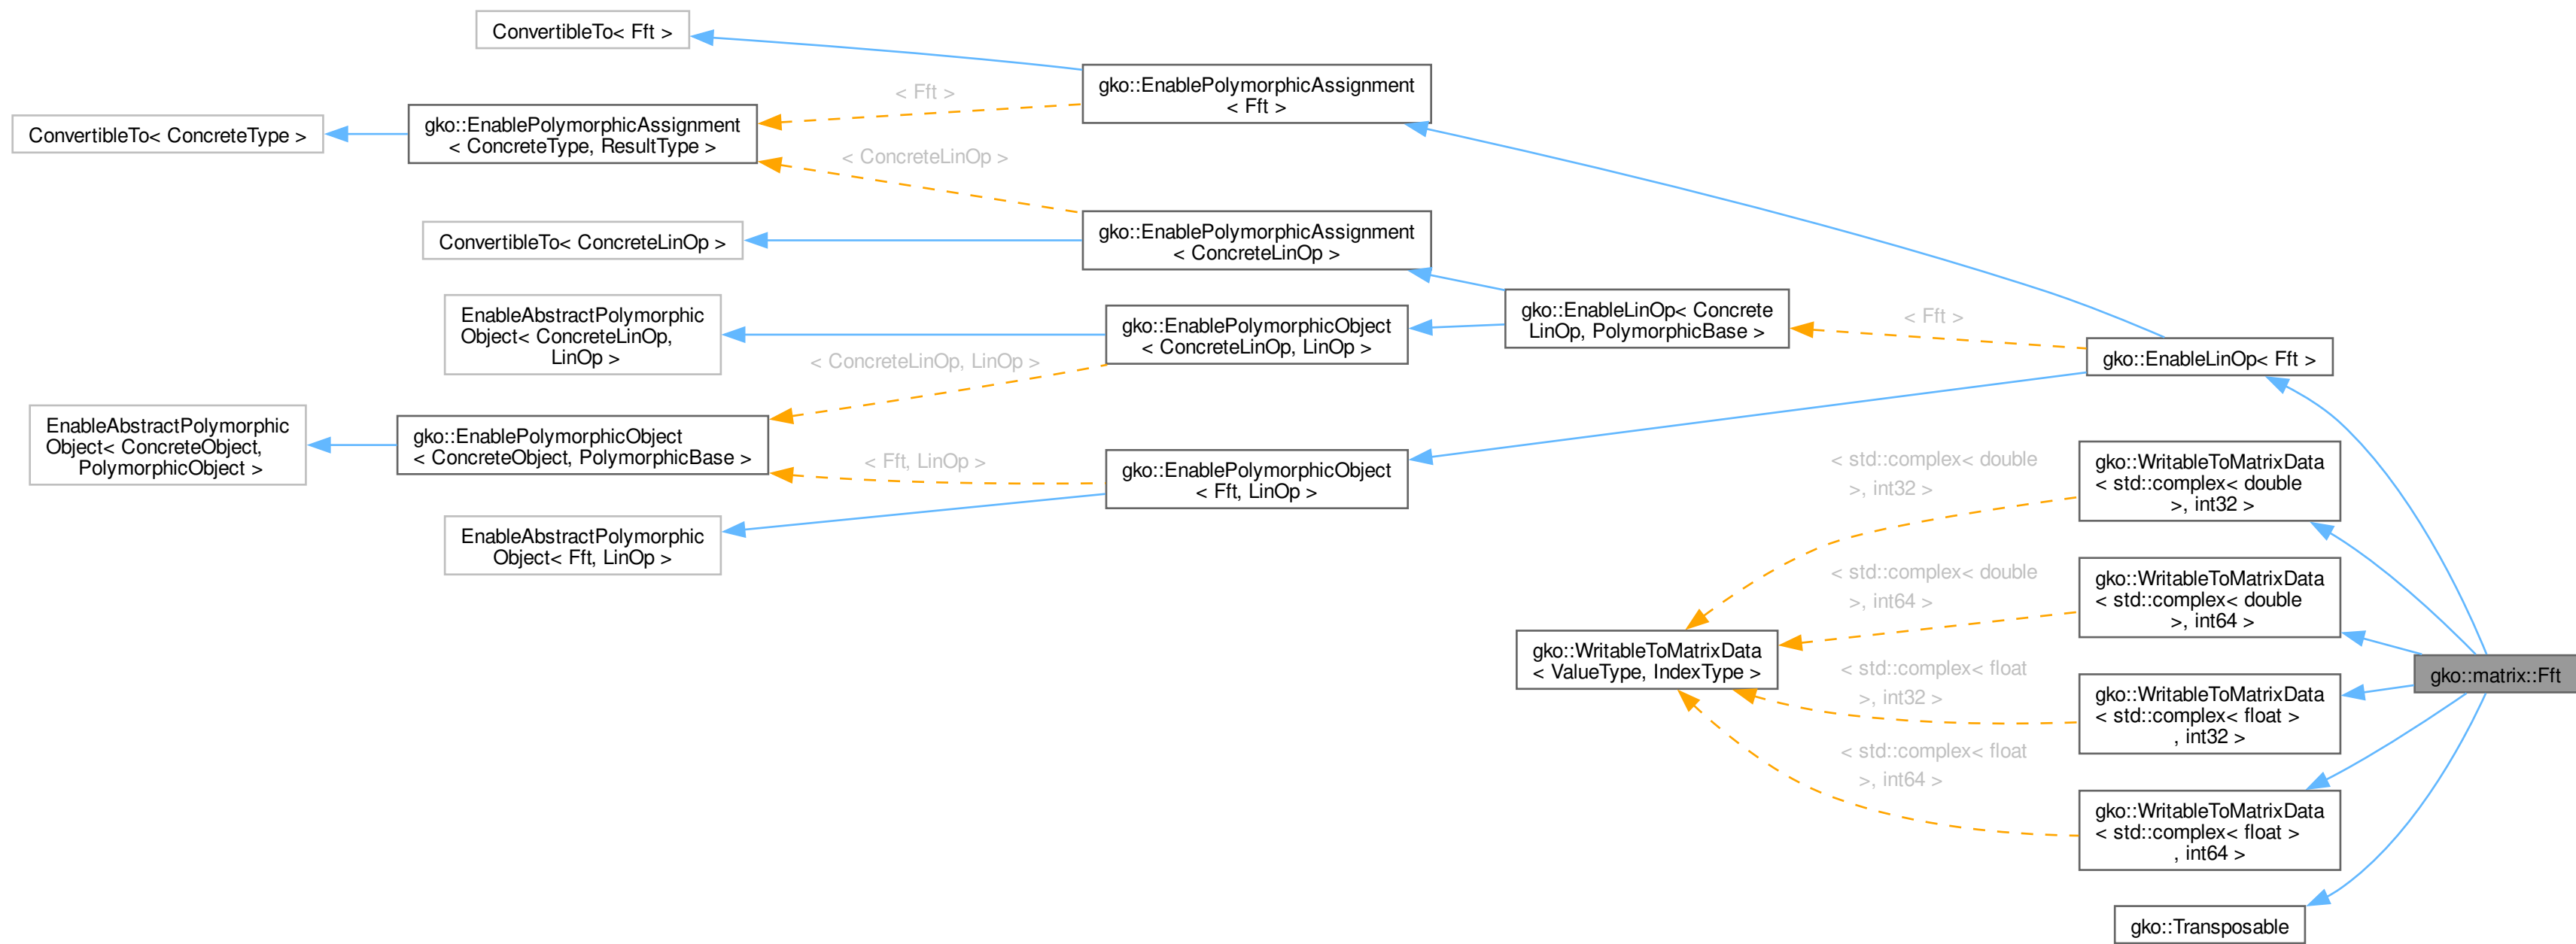 ConvertibleTo< Fft >
gko::EnablePolymorphicAssignment
< Fft >
< Fft >
ConvertibleTo< ConcreteType >
gko::EnablePolymorphicAssignment
< ConcreteType, ResultType >
< ConcreteLinOp >
ConvertibleTo< ConcreteLinOp >
gko::EnablePolymorphicAssignment
< ConcreteLinOp >
EnableAbstractPolymorphic
Object< ConcreteLinOp,
LinOp >
gko::EnablePolymorphicObject
< ConcreteLinOp, LinOp >
gko::EnableLinOp< Concrete
LinOp, PolymorphicBase >
< Fft >
gko::EnableLinOp< Fft >
< ConcreteLinOp, LinOp >
EnableAbstractPolymorphic
Object< ConcreteObject,
PolymorphicObject >
gko::EnablePolymorphicObject
< ConcreteObject, PolymorphicBase >
< Fft, LinOp >
gko::EnablePolymorphicObject
< Fft, LinOp >
EnableAbstractPolymorphic
Object< Fft, LinOp >
< std::complex< double
>, int32 >
gko::WritableToMatrixData
< std::complex< double
>, int32 >
< std::complex< double
>, int64 >
gko::WritableToMatrixData
< std::complex< double
>, int64 >
gko::WritableToMatrixData
< ValueType, IndexType >
< std::complex< float
>, int32 >
gko::WritableToMatrixData
< std::complex< float >
, int32 >
gko::matrix::Fft
< std::complex< float
>, int64 >
gko::WritableToMatrixData
< std::complex< float >
, int64 >
gko::Transposable